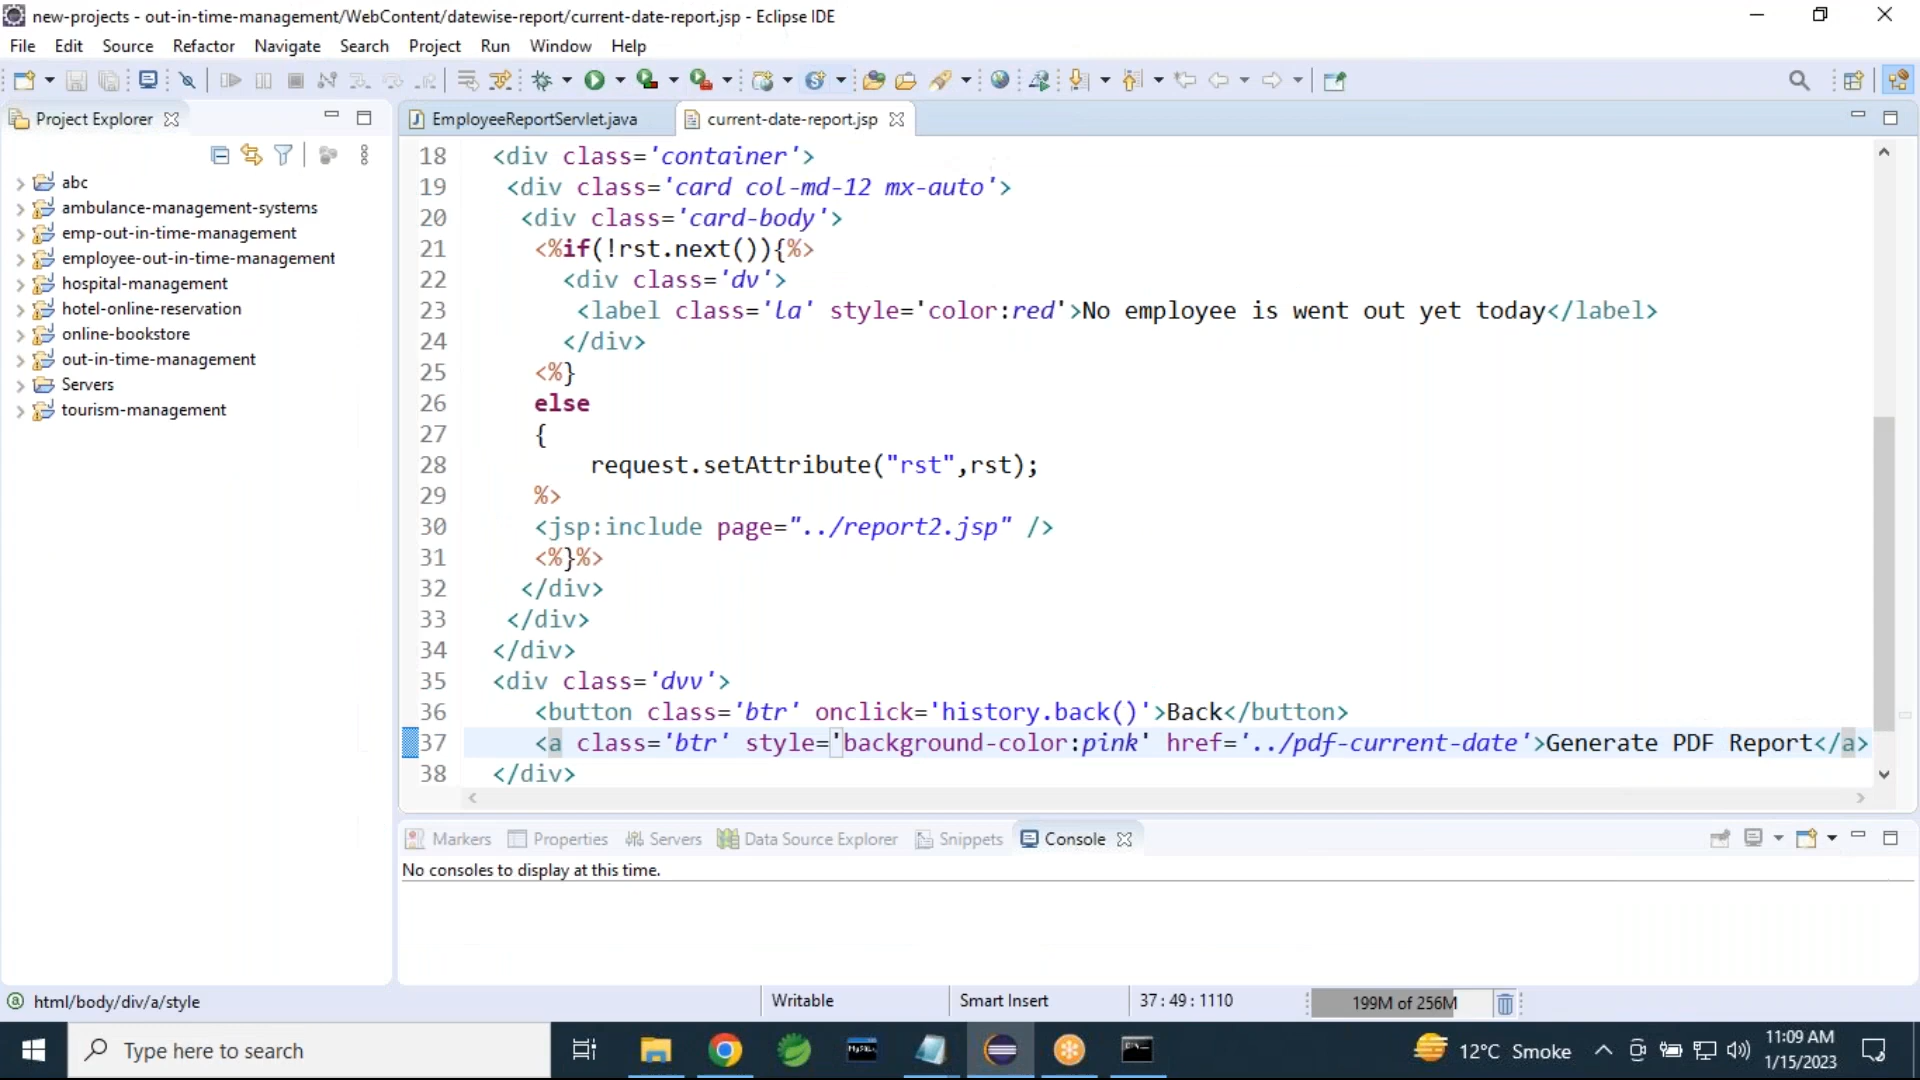 new-projects - out-in-time-management/WebContent/datewise-report/current-date-report.jsp - Eclipse IDE
File Edit Source Refactor Navigate Search Project Run Window Help
Project Explorer
abc
ambulance-management-systems
emp-out-in-time-management
employee-out-in-time-management
hospital-management
hotel-online-reservation
online-bookstore
out-in-time-management
Servers
tourism-management
EmployeeReportServlet.java current-date-report.jsp
18 <div class='container'>
19 <div class='card col-md-12 mx-auto'>
20 <div class='card-body'>
21 <%if(!rst.next()){%>
22 <div class='dv'>
23 <label class='la' style='color:red'>No employee is went out yet today</label>
24 </div>
25 <%}
26 else
27 {
28 request.setAttribute("rst",rst);
29 %>
30 <jsp:include page="../report2.jsp" />
31 <%}%>
32 </div>
33 </div>
34 </div>
35 <div class='dvv'>
36 <button class='btr' onclick='history.back()'>Back</button>
37 <a class='btr' style='background-color:pink' href='../pdf-current-date'>Generate PDF Report</a>
38 </div>
Markers Properties Servers Data Source Explorer Snippets Console
No consoles to display at this time.
html/body/div/a/style Writable Smart Insert 37 : 49 : 1110 199M of 256M
Type here to search
MySQL
12°C Smoke
11:09 AM
1/15/2023